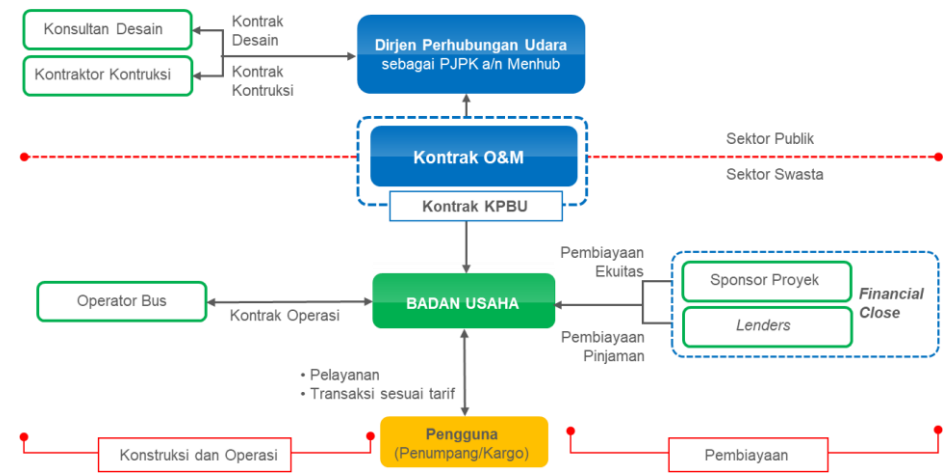 Konsultan Desain
Kontrak
Desain
Kontraktor Kontruksi
Kontrak
Kontruksi
Dirjen Perhubungan Udara
sebagai PJPK a/n Menhub
Kontrak O&M
Kontrak KPBU
Sektor Publik
Sektor Swasta
Operator Bus
Kontrak Operasi
BADAN USAHA
Pembiayaan
Ekuitas
Pembiayaan
Pinjaman
Sponsor Proyek
Lenders
Financial
Close
• Pelayanan
• Transaksi sesuai tarif
Pengguna
(Penumpang/Kargo)
Konstruksi dan Operasi
Pembiayaan